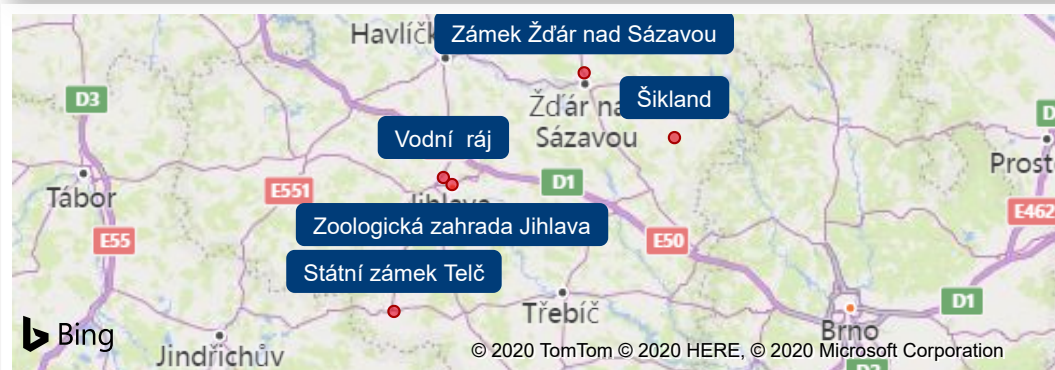 Havlíčk
Zámek Žďár nad Sázavou
D3
Žďár na
Sázavou
Šikland
D
Vodní ráj
Prost
Tábor
E551
D1
Jihlava
E462
Zoologická zahrada Jihlava
E55
E50
Státní zámek Telč
Třebíč
D1
Bing
Brno
Jindřichův
© 2020 TomTom © 2020 HERE, © 2020 Microsoft Corporation
D2